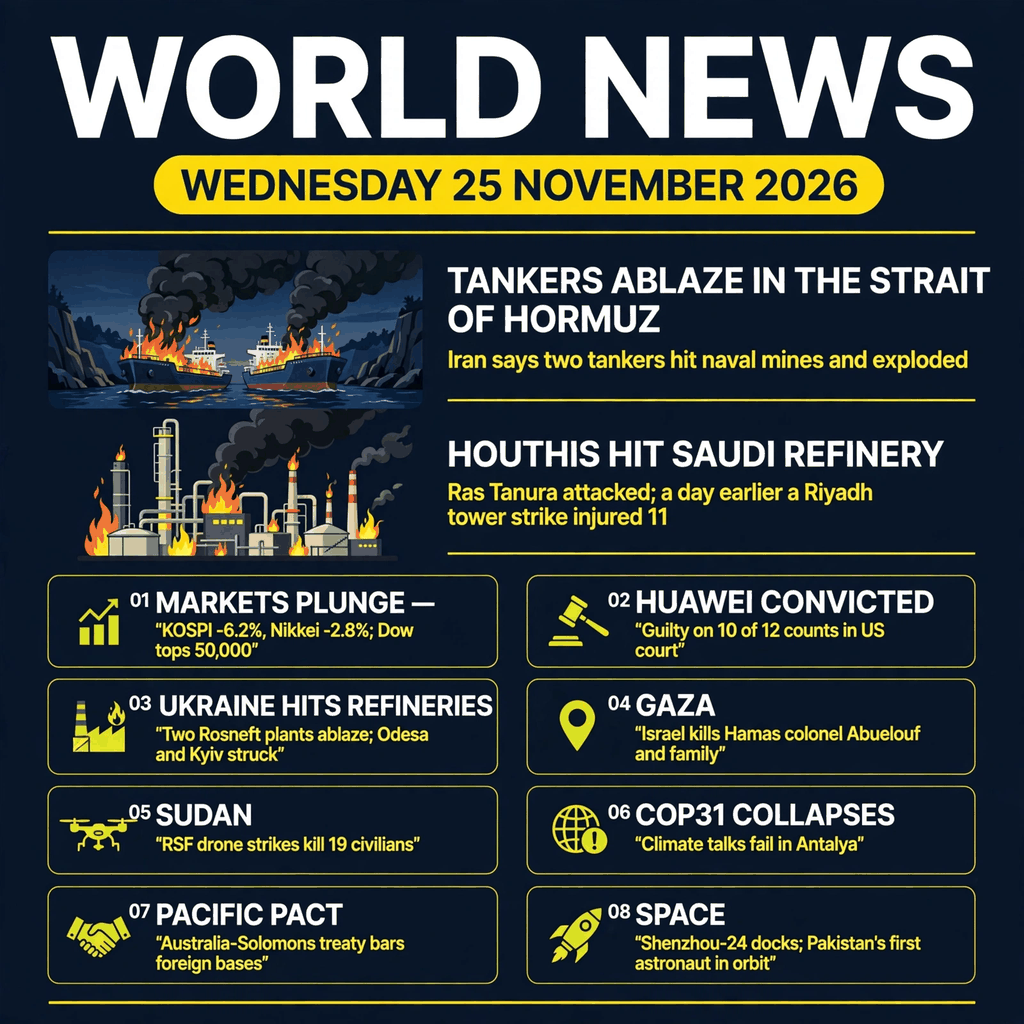 WORLD NEWS
WEDNESDAY 25 NOVEMBER 2026
TANKERS ABLAZE IN THE STRAIT
OF HORMUZ
Iran says two tankers hit naval mines and exploded
HOUTHIS HIT SAUDI REFINERY
Ras Tanura attacked; a day earlier a Riyadh
tower strike injured 11
01 MARKETS PLUNGE —
"KOSPI -6.2%, Nikkei -2.8%; Dow
tops 50,000"
02 HUAWEI CONVICTED
"Guilty on 10 of 12 counts in US
court"
03 UKRAINE HITS REFINERIES
"Two Rosneft plants ablaze; Odesa
and Kyiv struck"
04 GAZA
"Israel kills Hamas colonel Abuelouf
and family"
05 SUDAN
"RSF drone strikes kill 19 civilians"
06 COP31 COLLAPSES
"Climate talks fail in Antalya"
07 PACIFIC PACT
"Australia-Solomons treaty bars
foreign bases"
08 SPACE
"Shenzhou-24 docks; Pakistan's first
astronaut in orbit"